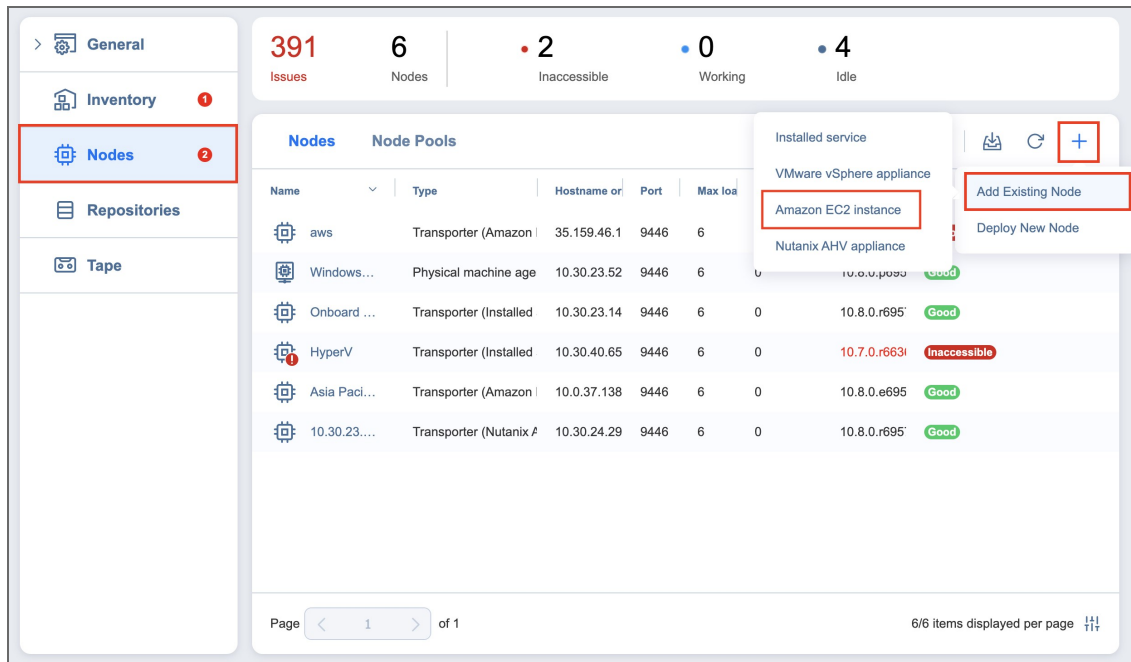 General
Inventory 1
Nodes 2
Repositories
Tape
391 6 2 0 4
Issues Nodes Inaccessible Working Idle
Nodes Node Pools
Installed service
VMware vSphere appliance
Amazon EC2 instance
Nutanix AHV appliance
Add Existing Node
Deploy New Node
Name Type Hostname or Port Max loa
aws Transporter (Amazon 35.159.46.1 9446 6
Windows... Physical machine age 10.30.23.52 9446 6 0 10.8.0.p695 Good
Onboard ... Transporter (Installed 10.30.23.14 9446 6 0 10.8.0.r695 Good
HyperV Transporter (Installed 10.30.40.65 9446 6 0 10.7.0.r663 Inaccessible
Asia Paci... Transporter (Amazon 10.0.37.138 9446 6 0 10.8.0.e695 Good
10.30.23.... Transporter (Nutanix A 10.30.24.29 9446 6 0 10.8.0.r695 Good
Page 1 of 1
6/6 items displayed per page